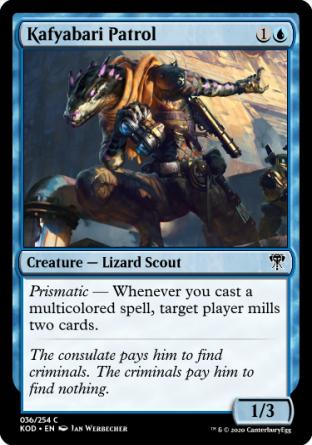 Kafyabari Patrol 1
Creature — Lizard Scout
Prismatic — Whenever you cast a
multicolored spell, target player mills
two cards.
The consulate pays him to find
criminals. The criminals pay him to
find nothing.
1/3
036/254 C
KOD • EN Ian Werbecher
™ & © 2020 CanterburyEgg